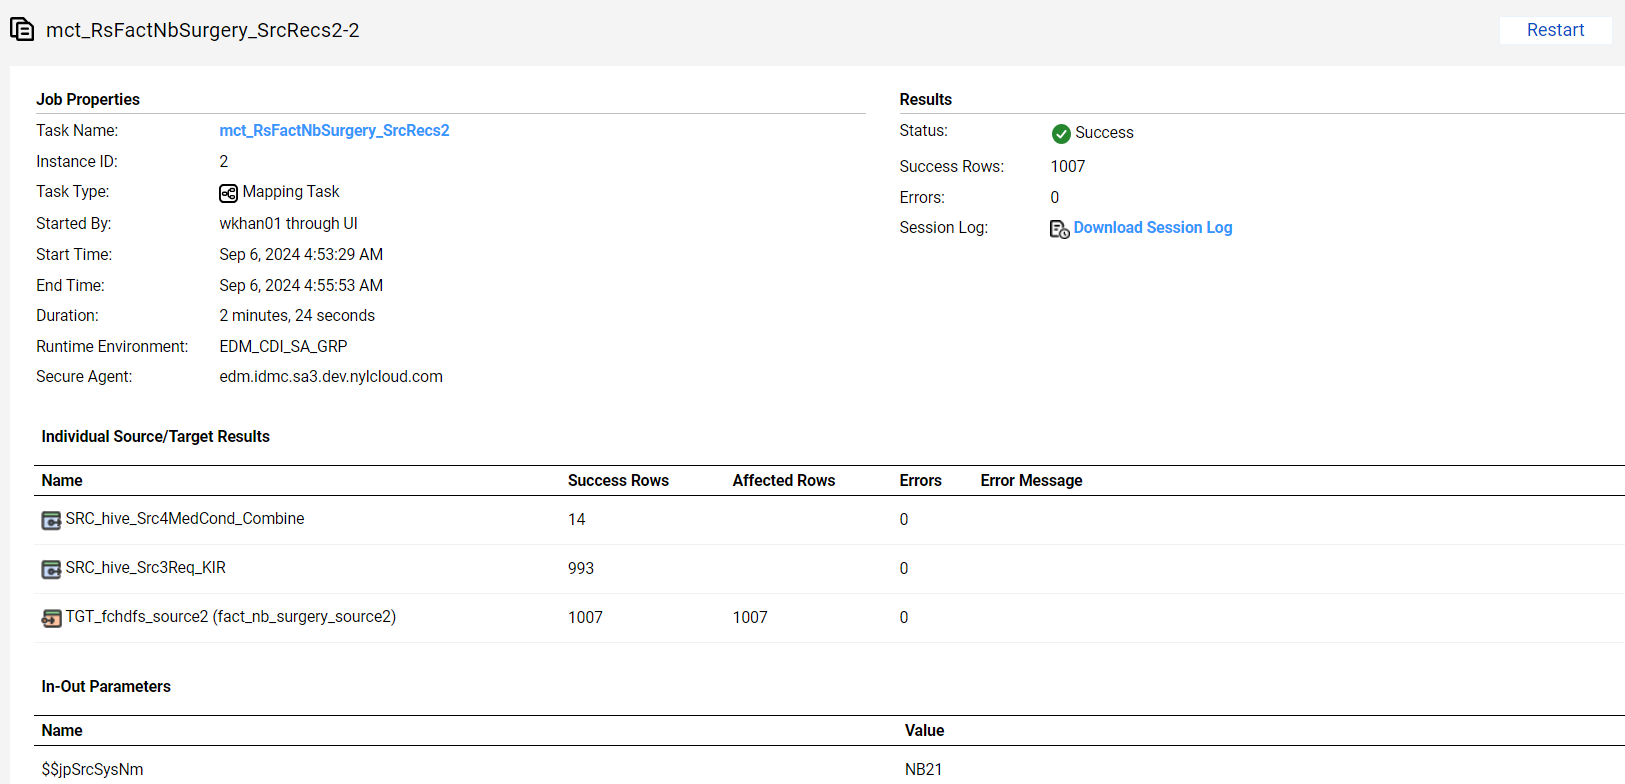 mct_RsFactNbSurgery_SrcRecs2-2
Restart
Job Properties
Task Name: mct_RsFactNbSurgery_SrcRecs2
Instance ID: 2
Task Type: Mapping Task
Started By: wkhan01 through UI
Start Time: Sep 6, 2024 4:53:29 AM
End Time: Sep 6, 2024 4:55:53 AM
Duration: 2 minutes, 24 seconds
Runtime Environment: EDM_CDI_SA_GRP
Secure Agent: edm.idmc.sa3.dev.nylcloud.com
Results
Status: Success
Success Rows: 1007
Errors: 0
Session Log: Download Session Log
Individual Source/Target Results
Name Success Rows Affected Rows Errors Error Message
SRC_hive_Src4MedCond_Combine 14 0
SRC_hive_Src3Req_KIR 993 0
TGT_fchdfs_source2 (fact_nb_surgery_source2) 1007 1007 0
In-Out Parameters
Name Value
$$jpSrcSysNm NB21